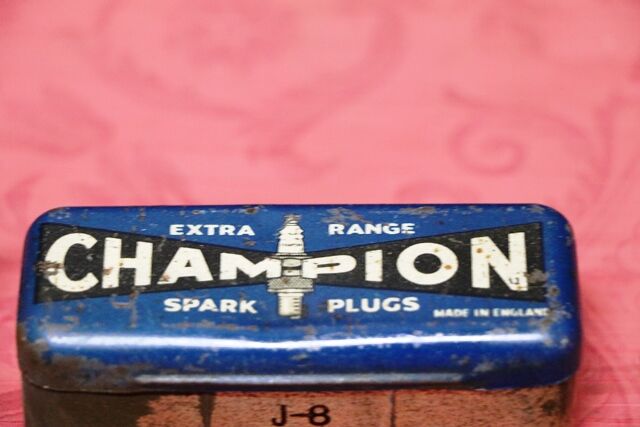 EXTRA RANGE
CHAMPION
SPARK PLUGS
MADE IN ENGLAND
J-8